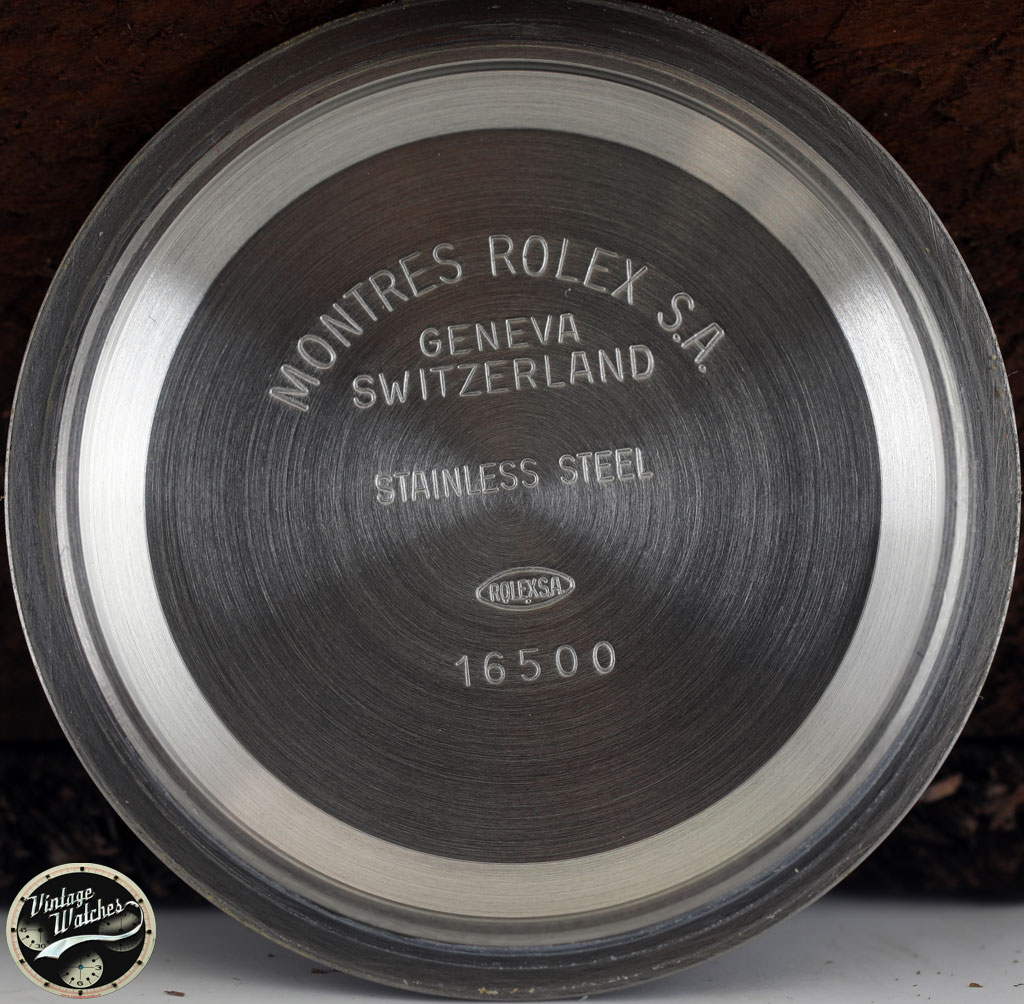 MONTRES ROLEX S.A.
GENEVA
SWITZERLAND
STAINLESS STEEL
ROLEXSA
16500
Vintage
Watches